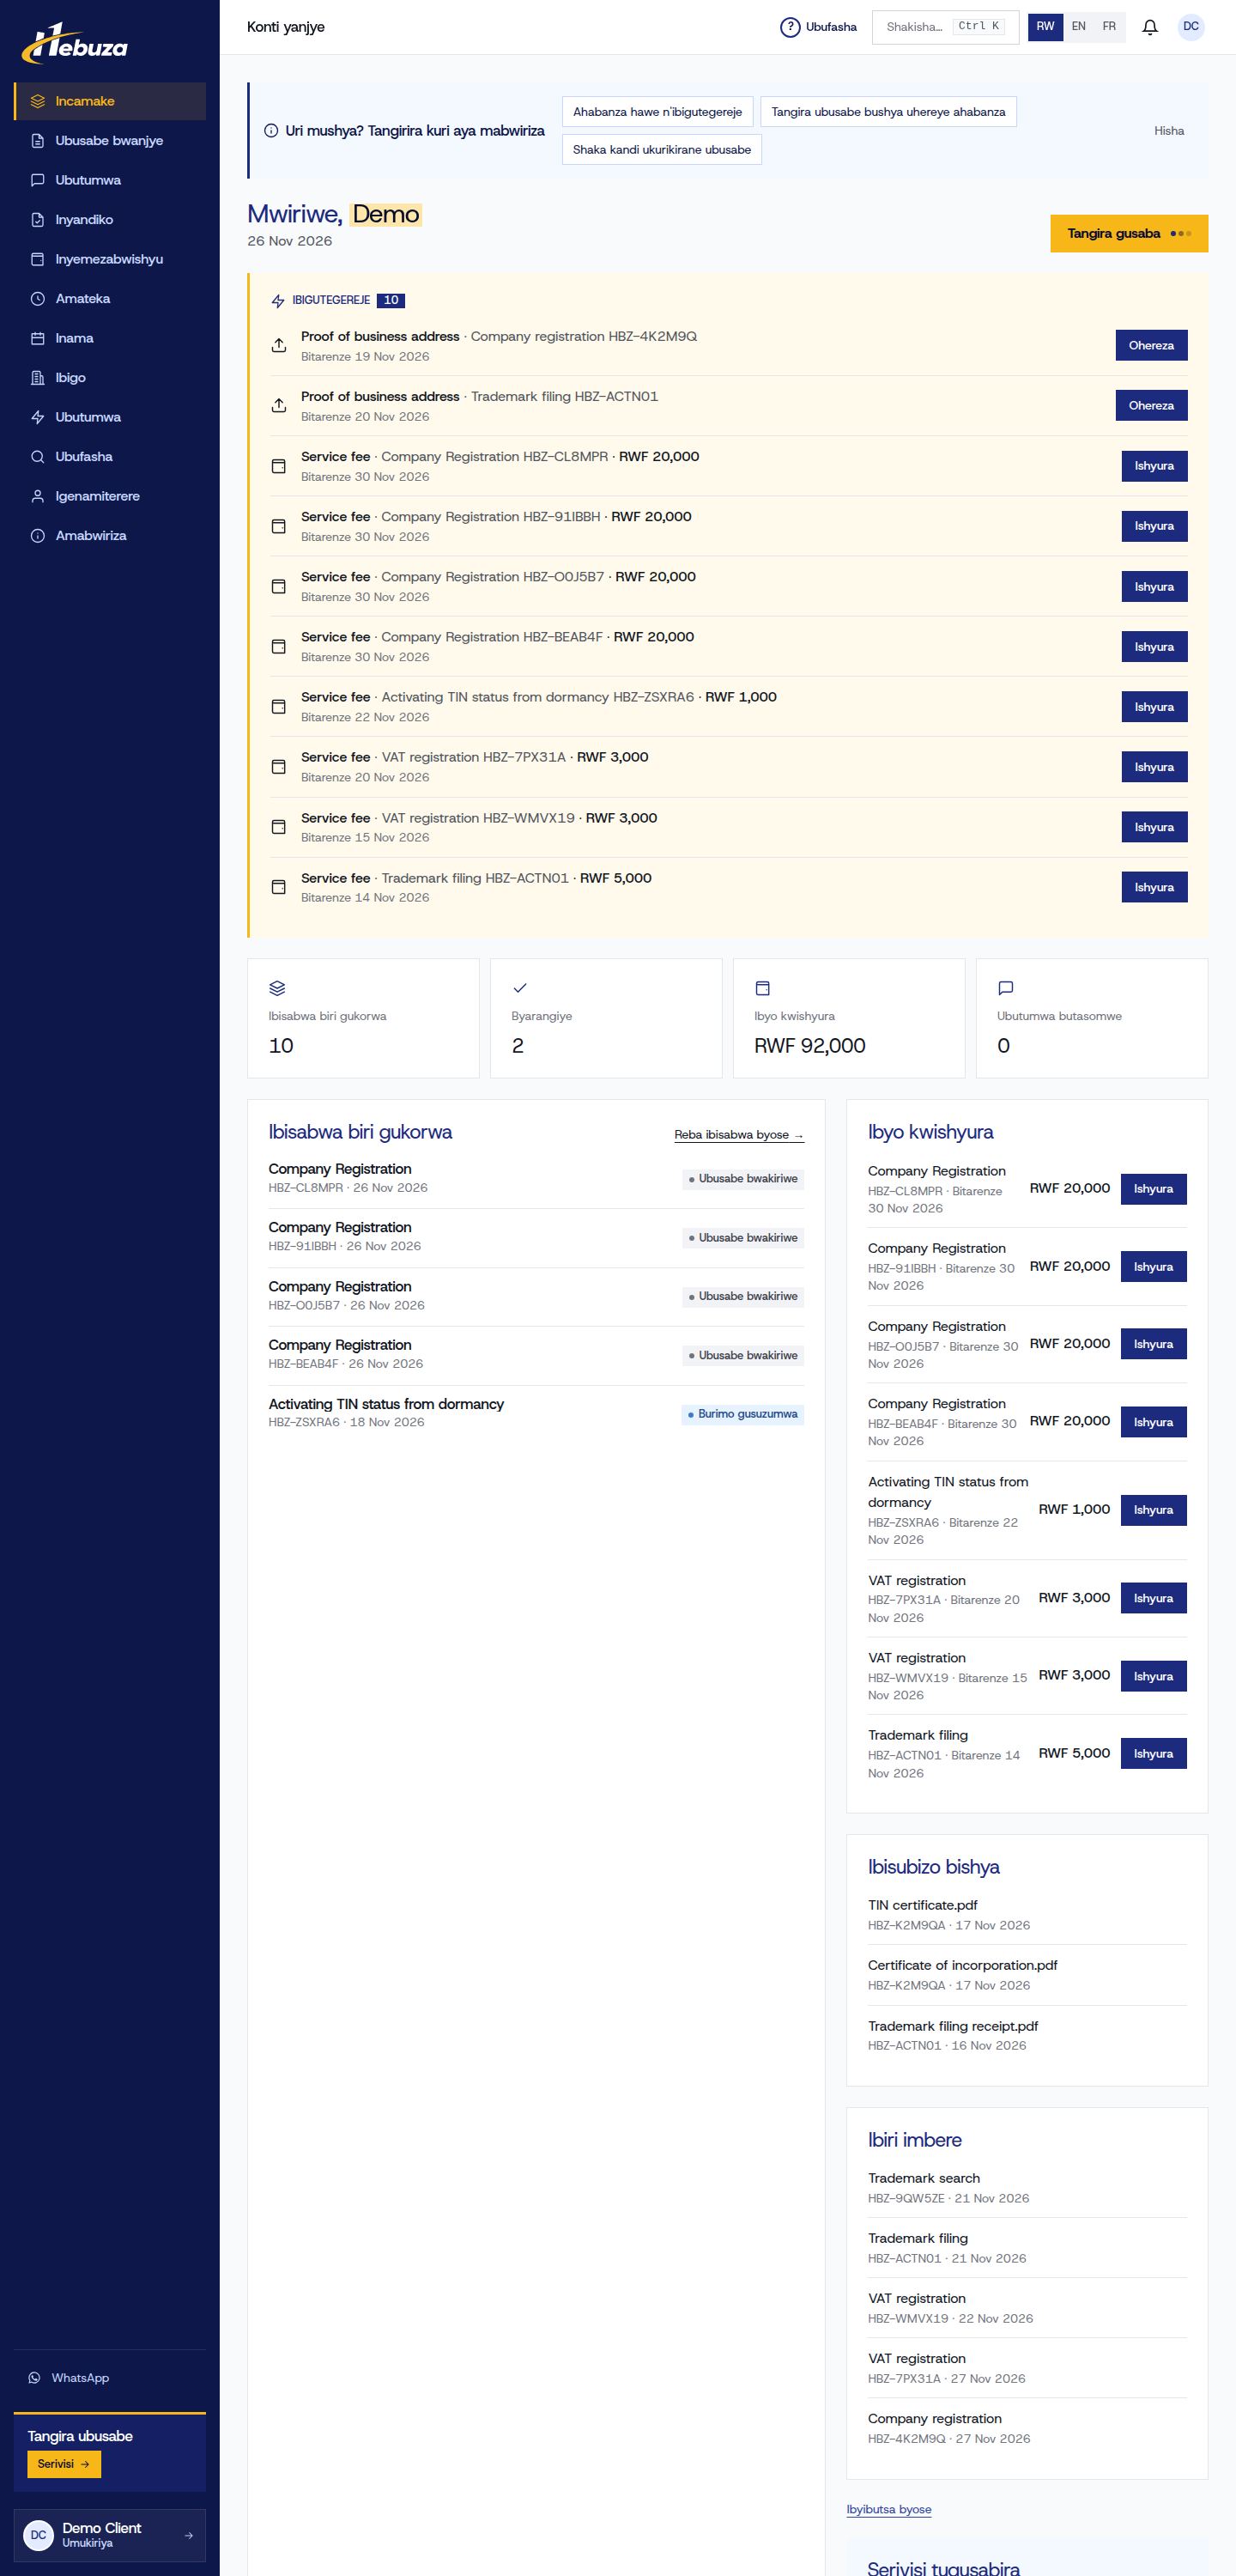 Hebuza
Incamake
Ubusabe bwanjye
Ubutumwa
Inyandiko
Inyemezabwishyu
Amateka
Inama
Ibigo
Ubutumwa
Ubufasha
Igenamiterere
Amabwiriza
WhatsApp
Tangira ubusabe
Serivisi →
DC
Demo Client
Umukiriya
→
Konti yanjye
? Ubufasha
Shakisha… Ctrl K
RW EN FR
DC
Uri mushya? Tangirira kuri aya mabwiriza
Ahabanza hawe n'ibigutegereje
Tangira ubusabe bushya uhereye ahabanza
Shaka kandi ukurikirane ubusabe
Hisha
Mwiriwe, Demo
26 Nov 2026
Tangira gusaba
IBIGUTEGEREJE 10
Proof of business address · Company registration HBZ-4K2M9Q
Bitarenze 19 Nov 2026
Ohereza
Proof of business address · Trademark filing HBZ-ACTN01
Bitarenze 20 Nov 2026
Ohereza
Service fee · Company Registration HBZ-CL8MPR · RWF 20,000
Bitarenze 30 Nov 2026
Ishyura
Service fee · Company Registration HBZ-91IBBH · RWF 20,000
Bitarenze 30 Nov 2026
Ishyura
Service fee · Company Registration HBZ-O0J5B7 · RWF 20,000
Bitarenze 30 Nov 2026
Ishyura
Service fee · Company Registration HBZ-BEAB4F · RWF 20,000
Bitarenze 30 Nov 2026
Ishyura
Service fee · Activating TIN status from dormancy HBZ-ZSXRA6 · RWF 1,000
Bitarenze 22 Nov 2026
Ishyura
Service fee · VAT registration HBZ-7PX31A · RWF 3,000
Bitarenze 20 Nov 2026
Ishyura
Service fee · VAT registration HBZ-WMVX19 · RWF 3,000
Bitarenze 15 Nov 2026
Ishyura
Service fee · Trademark filing HBZ-ACTN01 · RWF 5,000
Bitarenze 14 Nov 2026
Ishyura
Ibisabwa biri gukorwa
10
Byarangiye
2
Ibyo kwishyura
RWF 92,000
Ubutumwa butasomwe
0
Ibisabwa biri gukorwa
Reba ibisabwa byose →
Company Registration
HBZ-CL8MPR · 26 Nov 2026
Ubusabe bwakiriwe
Company Registration
HBZ-91IBBH · 26 Nov 2026
Ubusabe bwakiriwe
Company Registration
HBZ-O0J5B7 · 26 Nov 2026
Ubusabe bwakiriwe
Company Registration
HBZ-BEAB4F · 26 Nov 2026
Ubusabe bwakiriwe
Activating TIN status from dormancy
HBZ-ZSXRA6 · 18 Nov 2026
Burimo gusuzumwa
Ibyo kwishyura
Company Registration
HBZ-CL8MPR · Bitarenze
30 Nov 2026
RWF 20,000
Ishyura
Company Registration
HBZ-91IBBH · Bitarenze 30
Nov 2026
RWF 20,000
Ishyura
Company Registration
HBZ-O0J5B7 · Bitarenze 30
Nov 2026
RWF 20,000
Ishyura
Company Registration
HBZ-BEAB4F · Bitarenze 30
Nov 2026
RWF 20,000
Ishyura
Activating TIN status from
dormancy
HBZ-ZSXRA6 · Bitarenze 22
Nov 2026
RWF 1,000
Ishyura
VAT registration
HBZ-7PX31A · Bitarenze 20
Nov 2026
RWF 3,000
Ishyura
VAT registration
HBZ-WMVX19 · Bitarenze 15
Nov 2026
RWF 3,000
Ishyura
Trademark filing
HBZ-ACTN01 · Bitarenze 14
Nov 2026
RWF 5,000
Ishyura
Ibisubizo bishya
TIN certificate.pdf
HBZ-K2M9QA · 17 Nov 2026
Certificate of incorporation.pdf
HBZ-K2M9QA · 17 Nov 2026
Trademark filing receipt.pdf
HBZ-ACTN01 · 16 Nov 2026
Ibiri imbere
Trademark search
HBZ-9QW5ZE · 21 Nov 2026
Trademark filing
HBZ-ACTN01 · 21 Nov 2026
VAT registration
HBZ-WMVX19 · 22 Nov 2026
VAT registration
HBZ-7PX31A · 27 Nov 2026
Company registration
HBZ-4K2M9Q · 27 Nov 2026
Ibyibutsa byose
Serivisi tugusabira